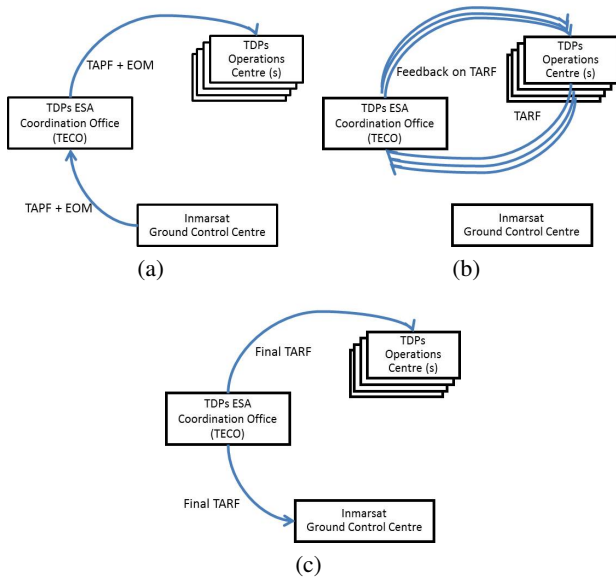 TDPs
Operations
Centre (s)
TAPF + EOM
TDPs ESA
Coordination Office
(TECO)
TAPF + EOM
Inmarsat
Ground Control Centre
(a)
TDPs
Operations
Centre (s)
Feedback on TARF
TDPs ESA
Coordination Office
(TECO)
TARF
Inmarsat
Ground Control Centre
(b)
TDPs
Operations
Centre (s)
Final TARF
TDPs ESA
Coordination Office
(TECO)
Final TARF
Inmarsat
Ground Control Centre
(c)